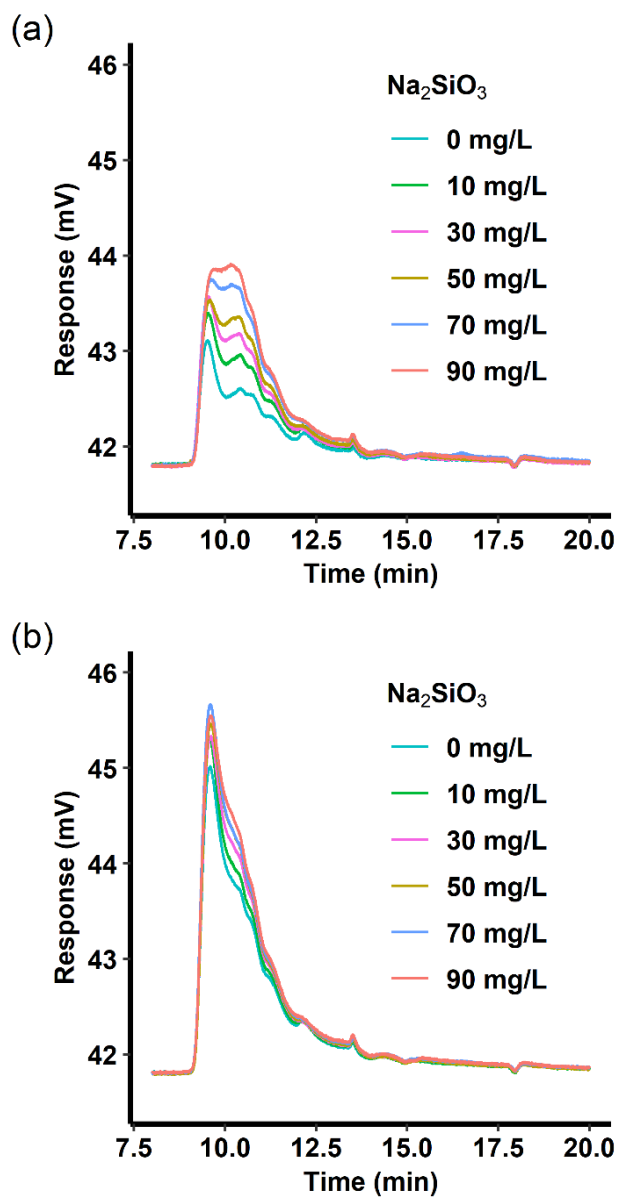 (a)
46
45
44
43
42
Response (mV)
Na₂SiO₃
0 mg/L
10 mg/L
30 mg/L
50 mg/L
70 mg/L
90 mg/L
7.5 10.0 12.5 15.0 17.5 20.0
Time (min)
(b)
46
45
44
43
42
Response (mV)
Na₂SiO₃
0 mg/L
10 mg/L
30 mg/L
50 mg/L
70 mg/L
90 mg/L
7.5 10.0 12.5 15.0 17.5 20.0
Time (min)